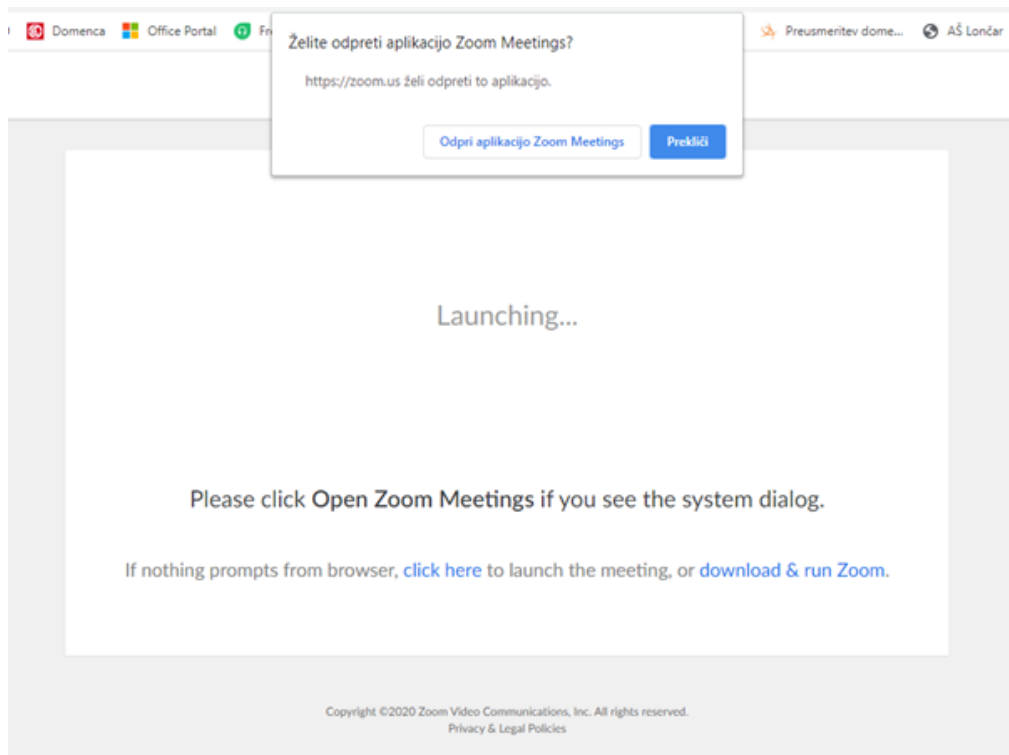 Domenca Office Portal Preusmeritev dome... AŠ Lončar
Želite odpreti aplikacijo Zoom Meetings?
https://zoom.us želi odpreti to aplikacijo.
Odpri aplikacijo Zoom Meetings Prekliči
Launching...
Please click Open Zoom Meetings if you see the system dialog.
If nothing prompts from browser, click here to launch the meeting, or download & run Zoom.
Copyright ©2020 Zoom Video Communications, Inc. All rights reserved.
Privacy & Legal Policies